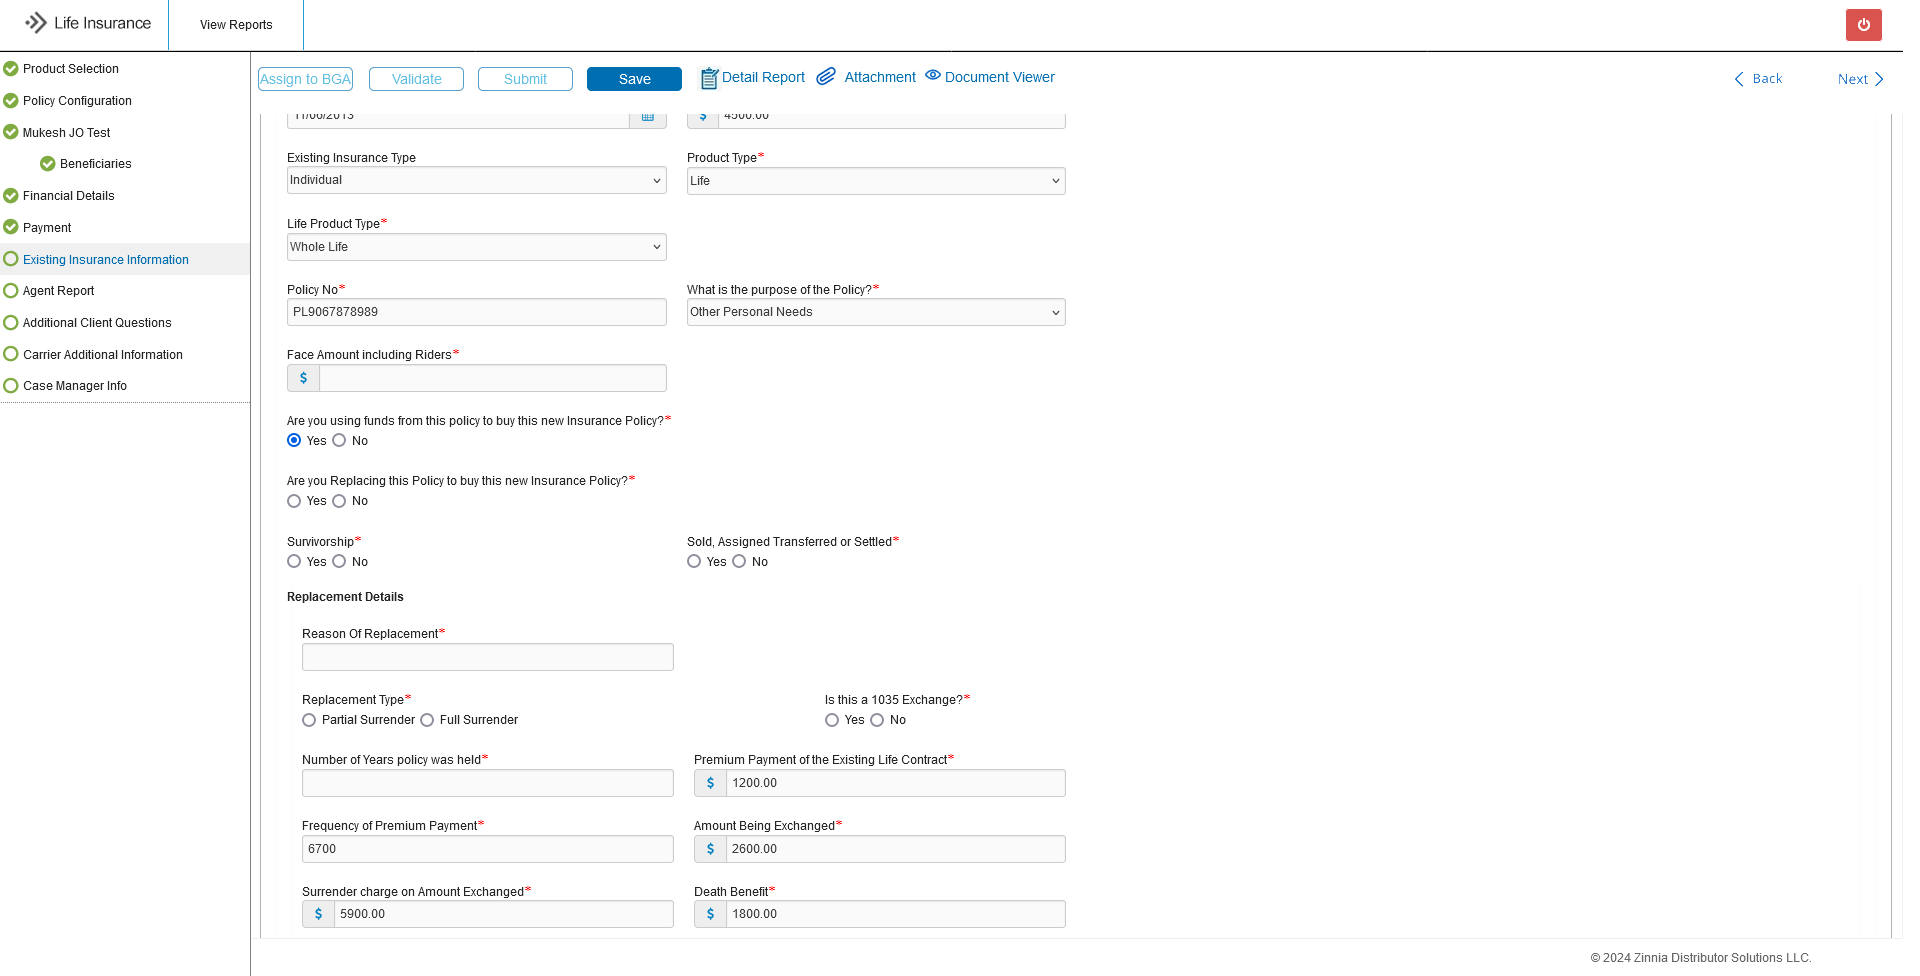 Life Insurance
View Reports
Product Selection
Policy Configuration
Mukesh JO Test
Beneficiaries
Financial Details
Payment
Existing Insurance Information
Agent Report
Additional Client Questions
Carrier Additional Information
Case Manager Info
Assign to BGA Validate Submit Save Detail Report Attachment Document Viewer Back Next
11/06/2013 $ 4500.00
Existing Insurance Type Product Type*
Individual Life
Life Product Type*
Whole Life
Policy No* What is the purpose of the Policy?*
PL9067878989 Other Personal Needs
Face Amount including Riders*
$
Are you using funds from this policy to buy this new Insurance Policy?*
Yes No
Are you Replacing this Policy to buy this new Insurance Policy?*
Yes No
Survivorship* Sold, Assigned Transferred or Settled*
Yes No Yes No
Replacement Details
Reason Of Replacement*
Replacement Type* Is this a 1035 Exchange?*
Partial Surrender Full Surrender Yes No
Number of Years policy was held* Premium Payment of the Existing Life Contract*
$ 1200.00
Frequency of Premium Payment* Amount Being Exchanged*
6700 $ 2600.00
Surrender charge on Amount Exchanged* Death Benefit*
$ 5900.00 $ 1800.00
© 2024 Zinnia Distributor Solutions LLC.